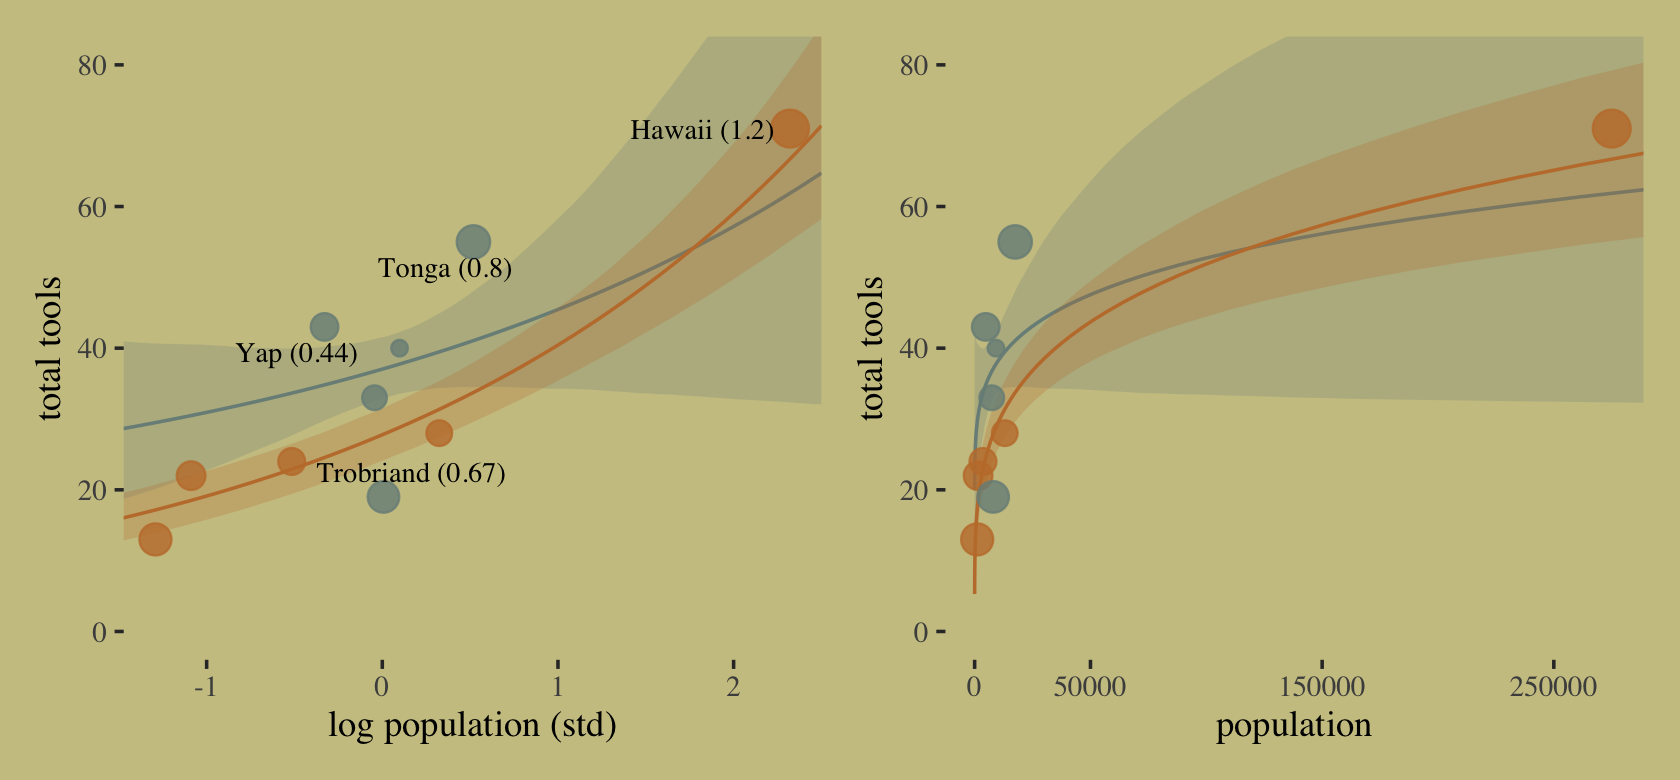 total tools
80
60
40
20
0
Hawaii (1.2)
Tonga (0.8)
Yap (0.44)
Trobriand (0.67)
-1 0 1 2
log population (std)
total tools
80
60
40
20
0
0 50000 150000 250000
population